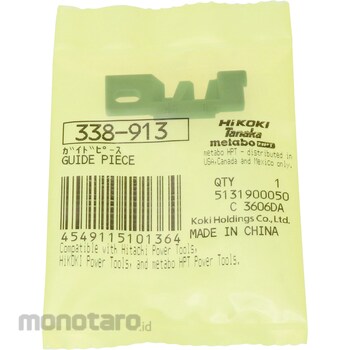 338-913
ｶﾞｲﾄﾞﾋﾟｰｽ
GUIDE PIECE
4549115101364
Compatible with Hitachi Power Tools,
HiKOKI Power Tools, and metabo HPT Power Tools.
HiKOKI
Tanaka
metabo HPT
metabo HPT - distributed in
USA,Canada and Mexico only.
QTY 1
5131900050
C 3606DA
Koki Holdings Co.,Ltd.
MADE IN CHINA
monotaro.id